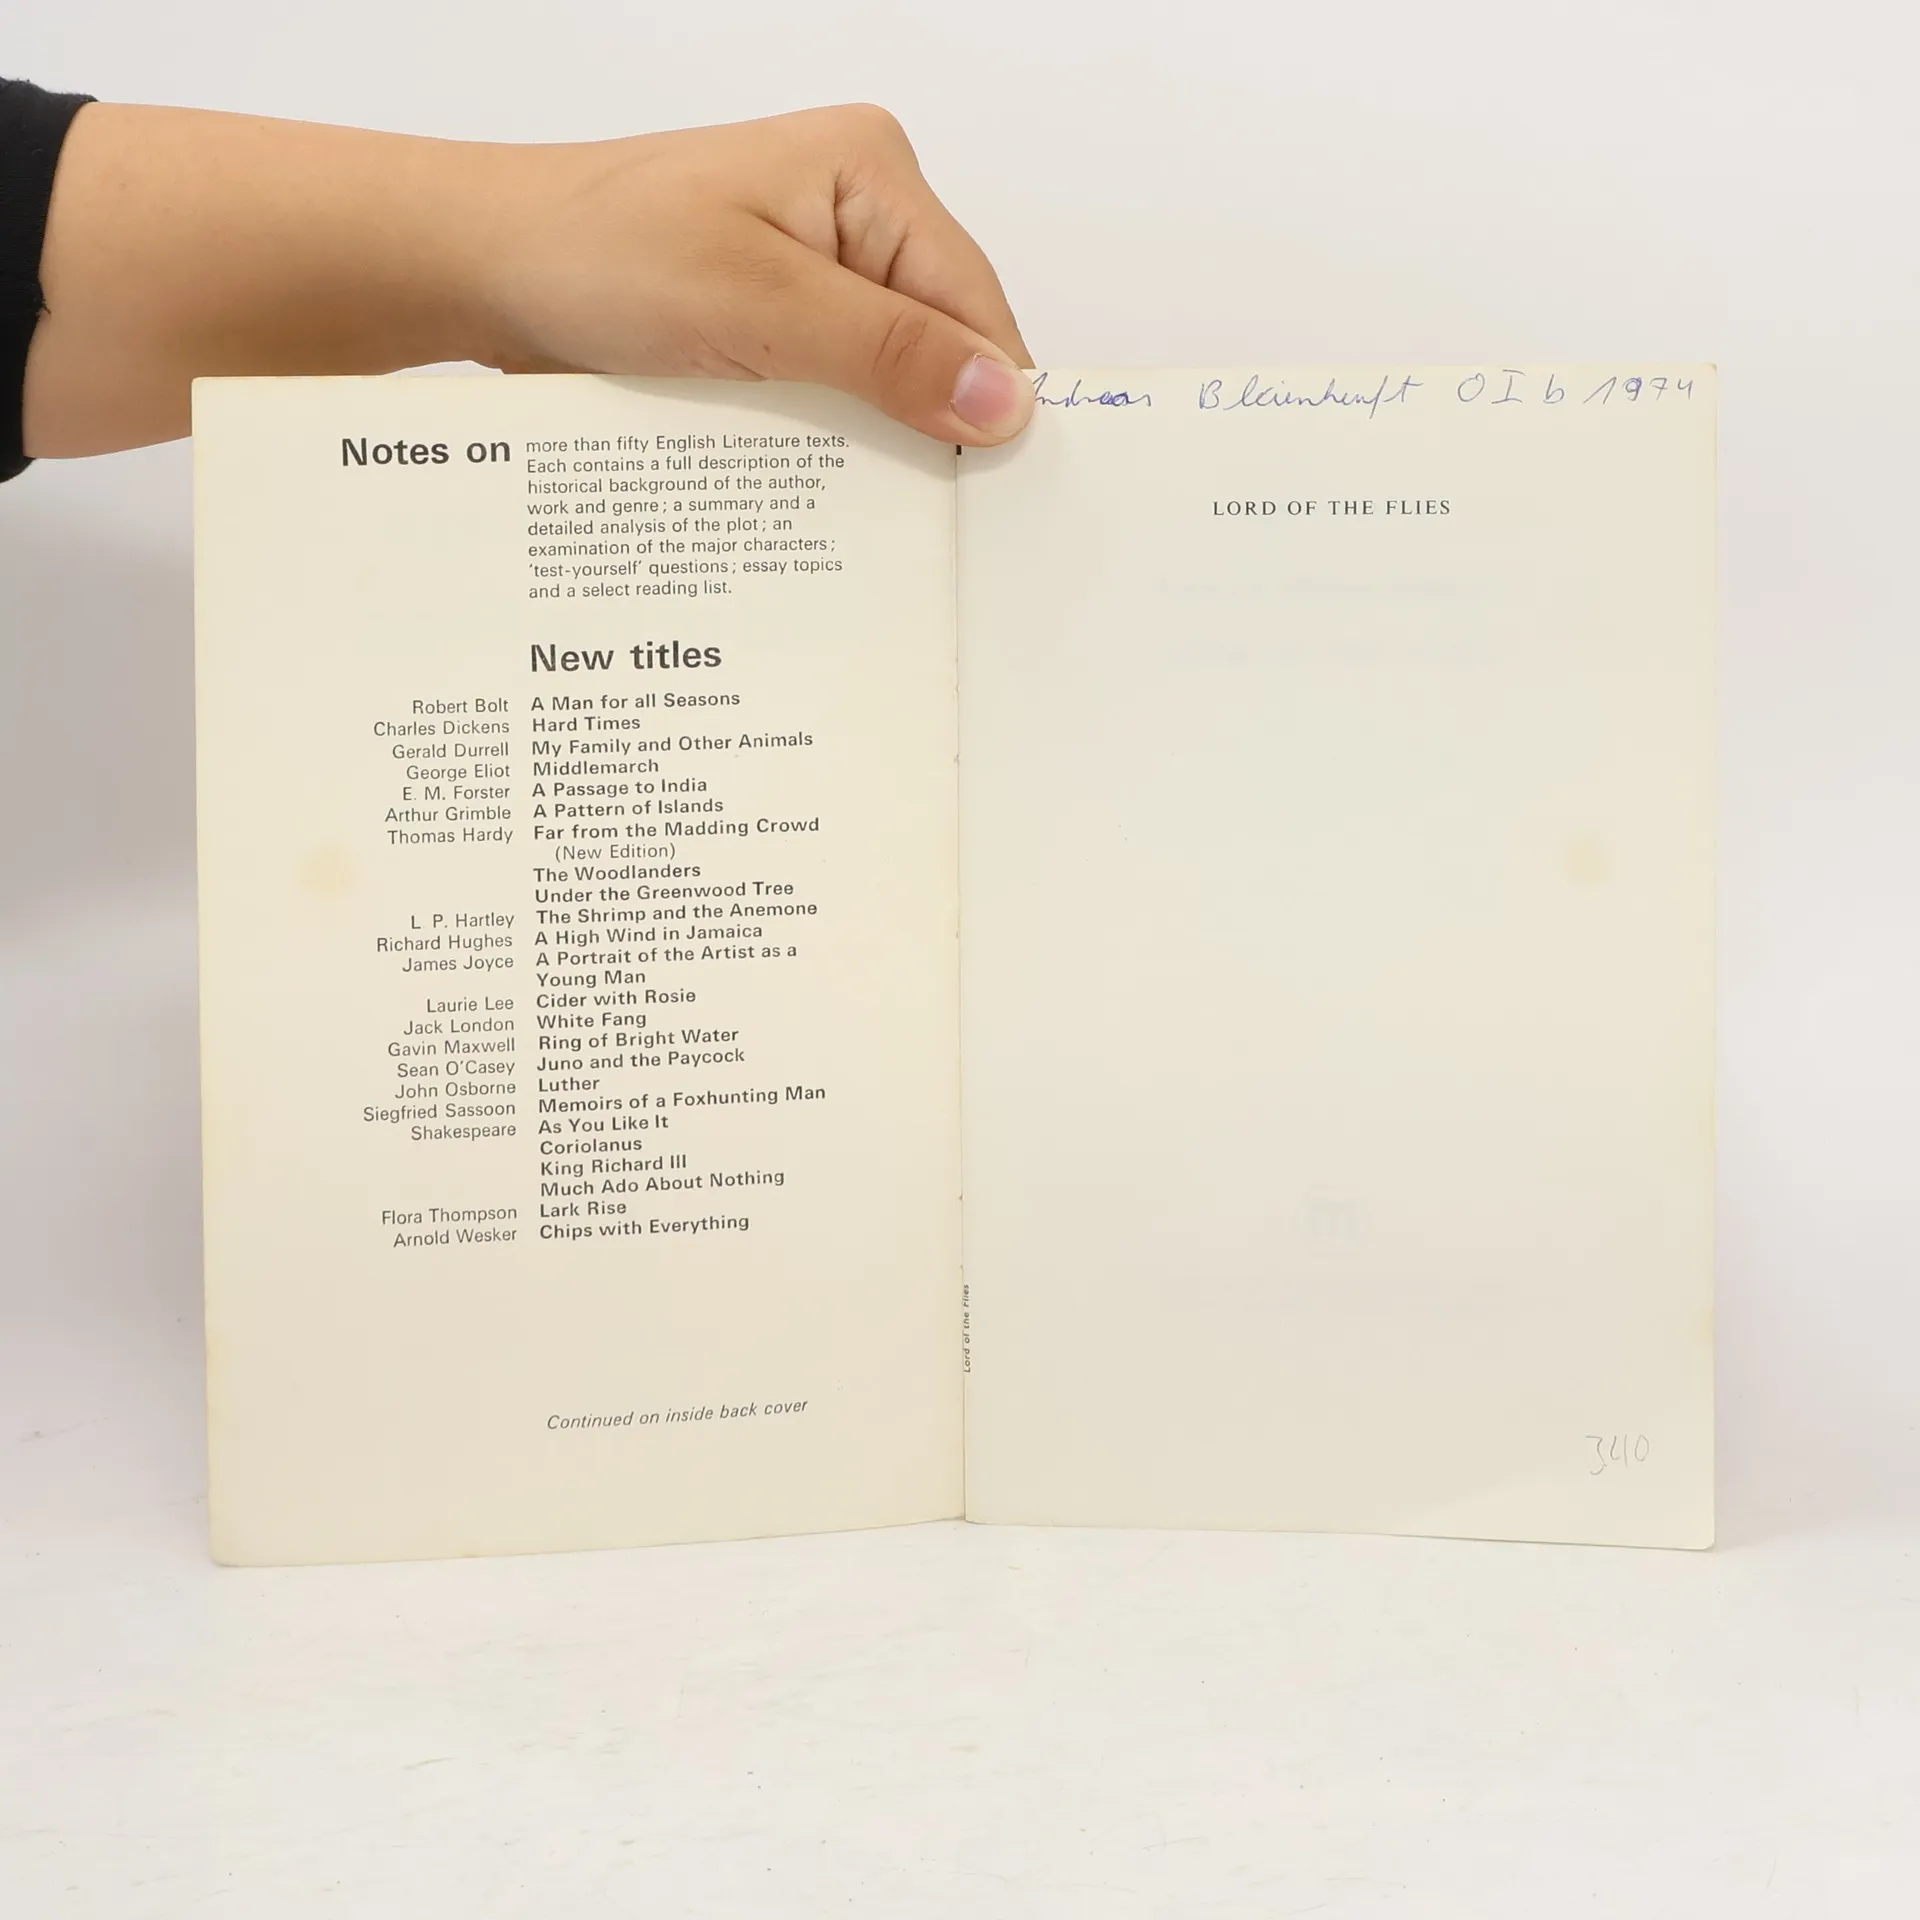 Notes on more than fifty English Literature texts.
Each contains a full description of the
historical background of the author,
work and genre; a summary and a
detailed analysis of the plot; an
examination of the major characters;
'test-yourself' questions; essay topics
and a select reading list.
New titles
Robert Bolt A Man for all Seasons
Charles Dickens Hard Times
Gerald Durrell My Family and Other Animals
George Eliot Middlemarch
E. M. Forster A Passage to India
Arthur Grimble A Pattern of Islands
Thomas Hardy Far from the Madding Crowd
(New Edition)
The Woodlanders
Under the Greenwood Tree
L P. Hartley The Shrimp and the Anemone
Richard Hughes A High Wind in Jamaica
James Joyce A Portrait of the Artist as a
Young Man
Laurie Lee Cider with Rosie
Jack London White Fang
Gavin Maxwell Ring of Bright Water
Sean O'Casey Juno and the Paycock
John Osborne Luther
Siegfried Sassoon Memoirs of a Foxhunting Man
Shakespeare As You Like It
Coriolanus
King Richard III
Much Ado About Nothing
Flora Thompson Lark Rise
Arnold Wesker Chips with Everything
Continued on inside back cover
Lord of the Flies
Andreas O I b 1974
LORD OF THE FLIES
340